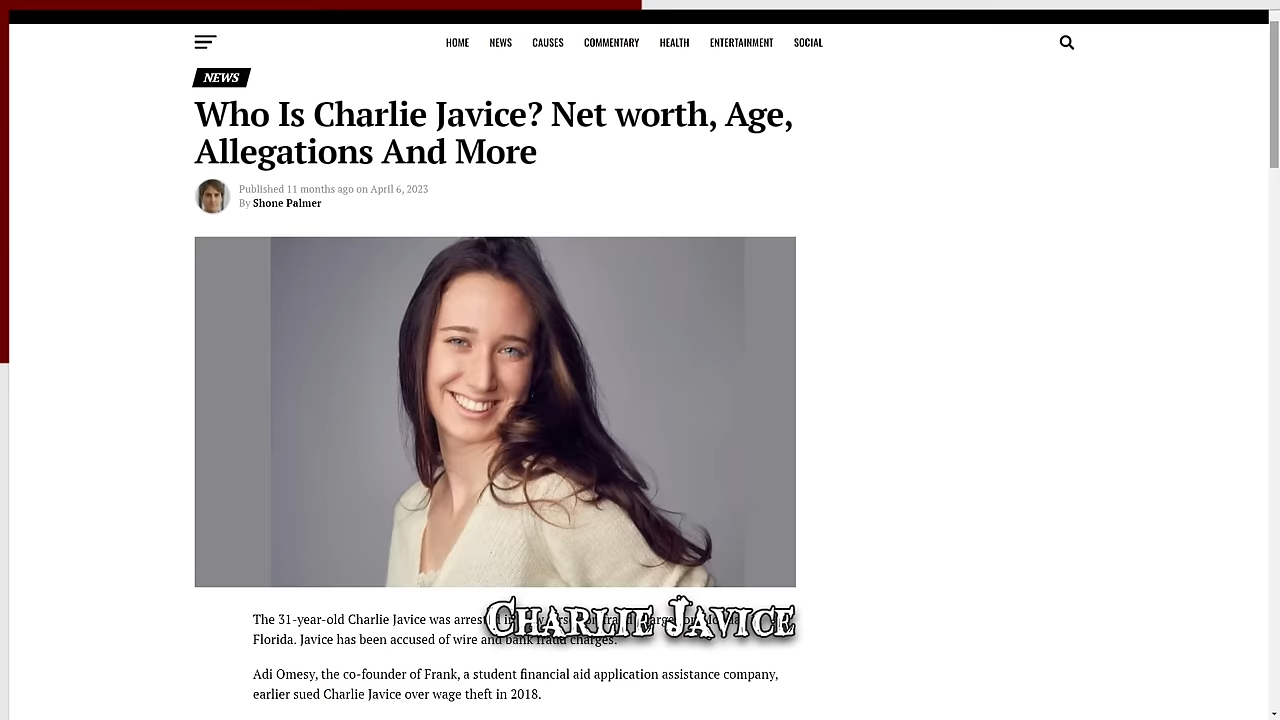 HOME NEWS CAUSES COMMENTARY HEALTH ENTERTAINMENT SOCIAL
NEWS
Who Is Charlie Javice? Net worth, Age,
Allegations And More
Published 11 months ago on April 6, 2023
By Shone Palmer
The 31-year-old Charlie Javice was
Charlie Javice
Florida. Javice has been accused of wire and bank fraud charges.
Adi Omesy, the co-founder of Frank, a student financial aid application assistance company,
earlier sued Charlie Javice over wage theft in 2018.